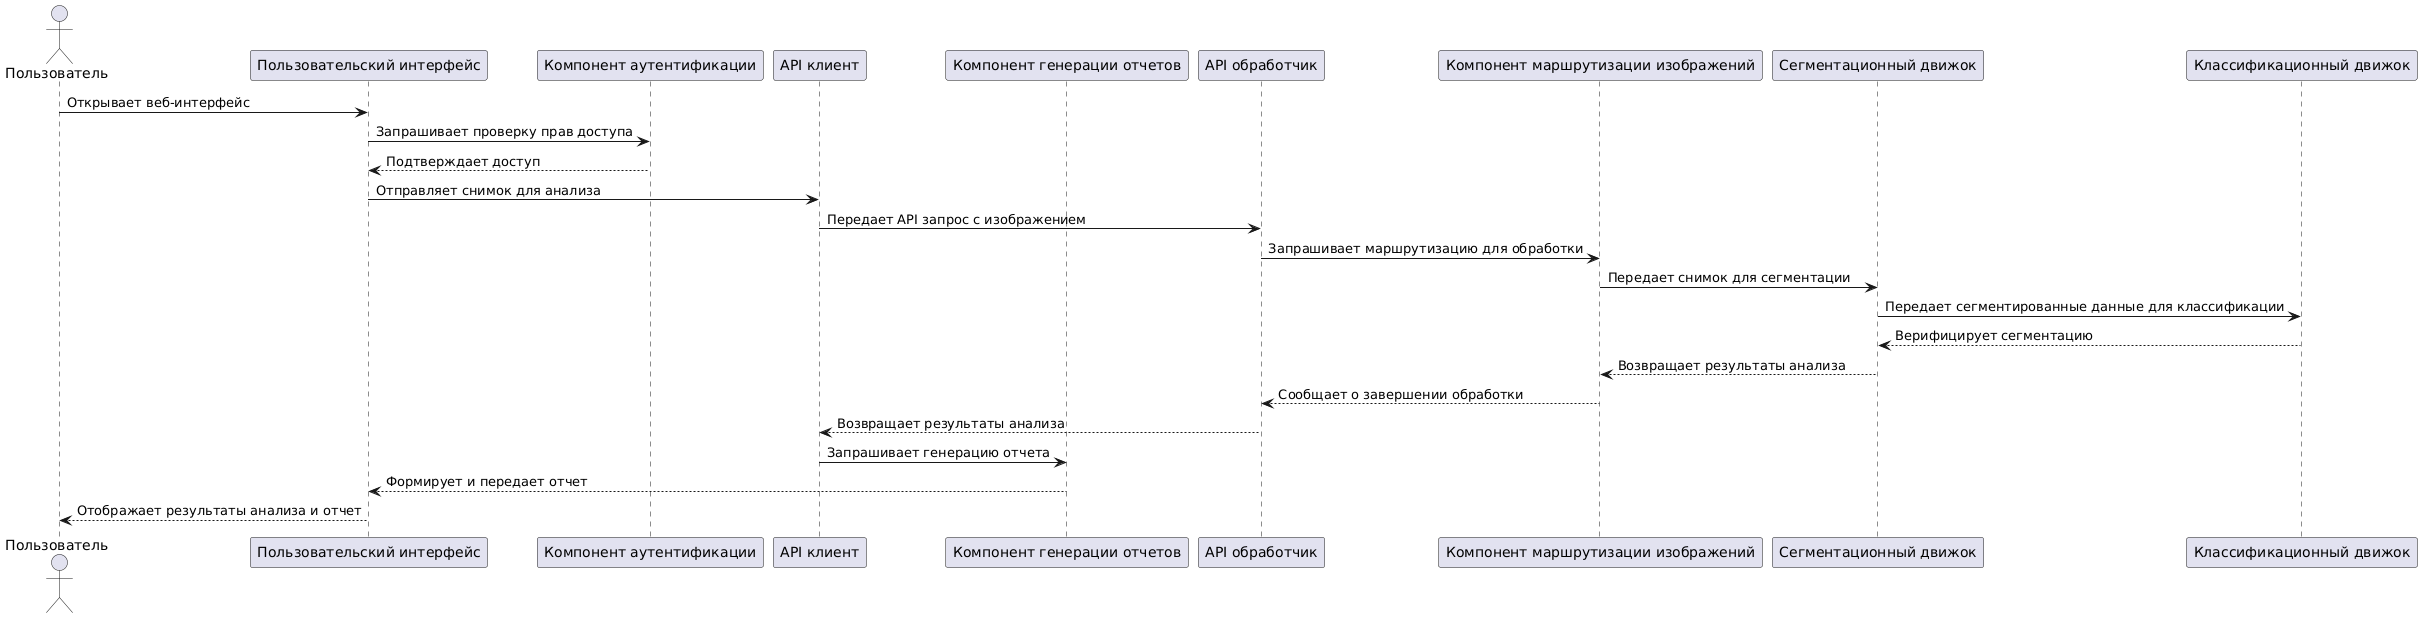 Пользователь
Пользовательский интерфейс
Компонент аутентификации
API клиент
Компонент генерации отчетов
API обработчик
Компонент маршрутизации изображений
Сегментационный движок
Классификационный движок
Открывает веб-интерфейс
Запрашивает проверку прав доступа
Подтверждает доступ
Отправляет снимок для анализа
Передает API запрос с изображением
Запрашивает маршрутизацию для обработки
Передает снимок для сегментации
Передает сегментированные данные для классификации
Верифицирует сегментацию
Возвращает результаты анализа
Сообщает о завершении обработки
Возвращает результаты анализа
Запрашивает генерацию отчета
Формирует и передает отчет
Отображает результаты анализа и отчет
Пользователь
Пользовательский интерфейс
Компонент аутентификации
API клиент
Компонент генерации отчетов
API обработчик
Компонент маршрутизации изображений
Сегментационный движок
Классификационный движок